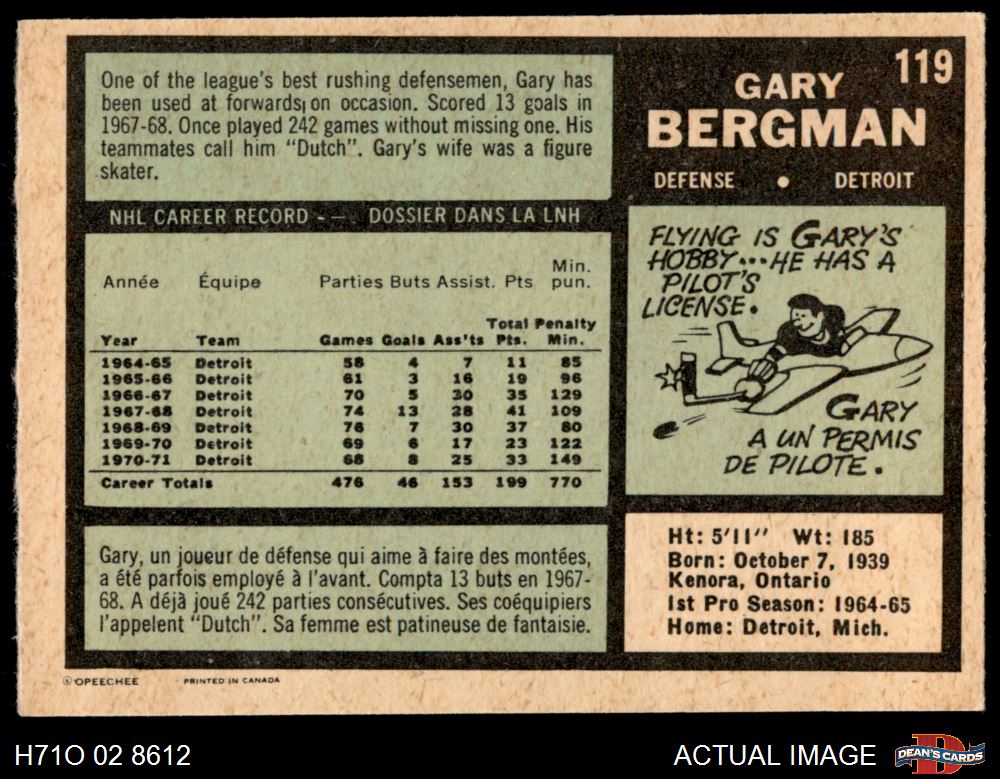 119
GARY
BERGMAN
DEFENSE • DETROIT
One of the league's best rushing defensemen, Gary has
been used at forwards, on occasion. Scored 13 goals in
1967-68. Once played 242 games without missing one. His
teammates call him "Dutch". Gary's wife was a figure
skater.
NHL CAREER RECORD - — . DOSSIER DANS LA LNH
Année Équipe Parties Buts Assist. Pts Min. pun.
Year Team Games Goals Ass'ts Total Pts. Penalty Min.
1964-65 Detroit 58 4 7 11 85
1965-66 Detroit 61 3 16 19 96
1966-67 Detroit 70 5 30 35 129
1967-68 Detroit 74 13 28 41 109
1968-69 Detroit 76 7 30 37 80
1969-70 Detroit 69 6 17 23 122
1970-71 Detroit 68 8 25 33 149
Career Totals 476 46 153 199 770
Gary, un joueur de défense qui aime à faire des montées,
a été parfois employé à l'avant. Compta 13 buts en 1967-
68. A déjà joué 242 parties consécutives. Ses coéquipiers
l'appelent "Dutch". Sa femme est patineuse de fantaisie.
FLYING IS GARY'S
HOBBY...HE HAS A
PILOT'S
LICENSE.
GARY
A UN PERMIS
DE PILOTE.
Ht: 5'11" Wt: 185
Born: October 7, 1939
Kenora, Ontario
1st Pro Season: 1964-65
Home: Detroit, Mich.
© OPEECHEE PRINTED IN CANADA
H71O 02 8612
ACTUAL IMAGE
D
DEAN'S CARDS